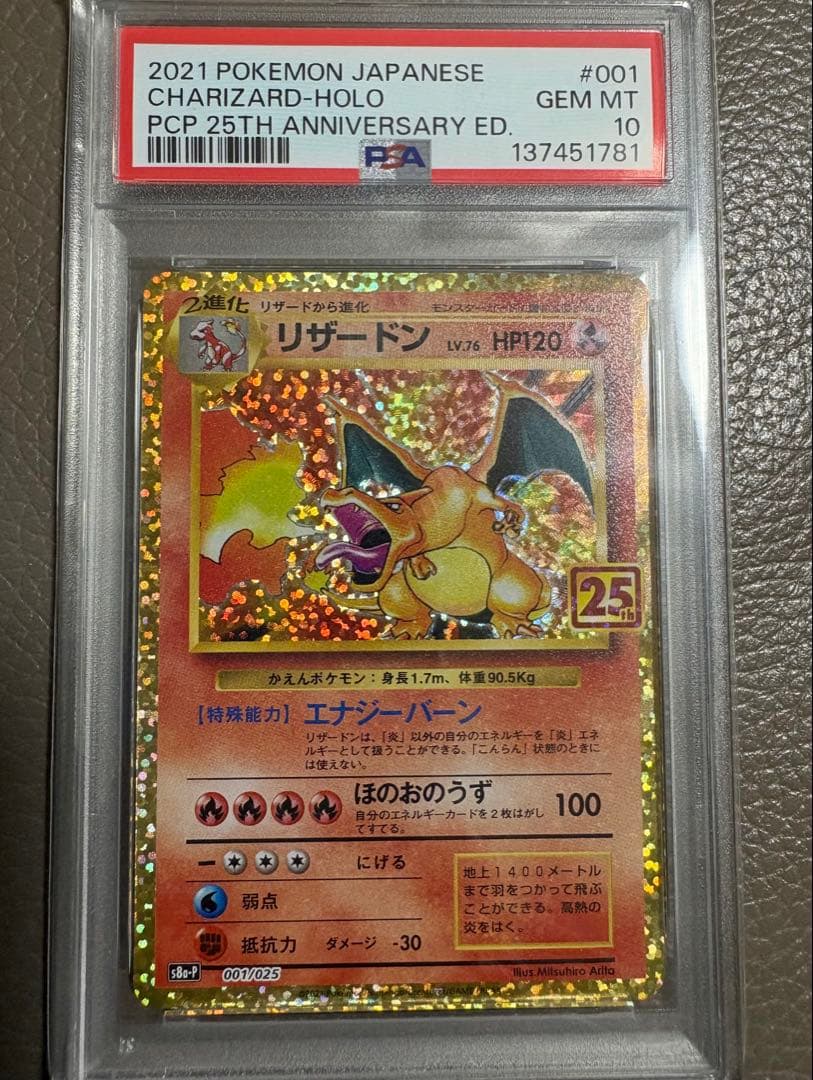 2021 POKEMON JAPANESE #001
CHARIZARD-HOLO GEM MT
PCP 25TH ANNIVERSARY ED. 10
PSA 137451781
2進化 リザードから進化
リザードン LV.76 HP120
25th
かえんポケモン：身長1.7m、体重90.5Kg
【特殊能力】エナジーバーン
リザードンは、「炎」以外の自分のエネルギーを「炎」エネ
ルギーとして扱うことができる。「こんらん」状態のときに
は使えない。
ほのおのうず 100
自分のエネルギーカードを２枚はがし
てすてる。
にげる
弱点
抵抗力 ダメージ -30
地上１４００メートル
まで羽をつかって飛ぶ
ことができる。高熱の
炎をはく。
s8a-P 001/025
Illus.Mitsuhiro Arita